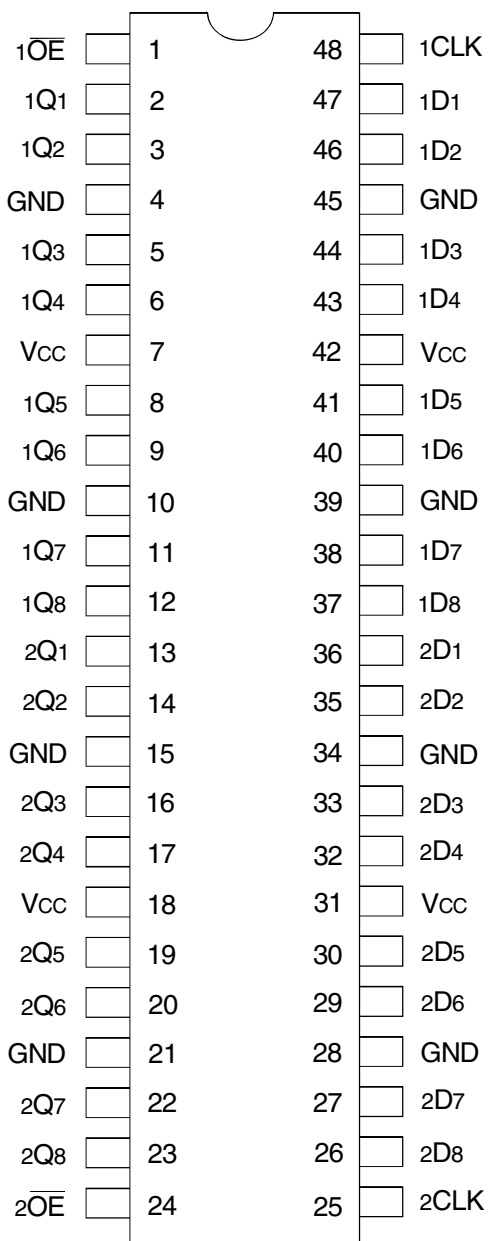 1OE 1 48 1CLK
1Q1 2 47 1D1
1Q2 3 46 1D2
GND 4 45 GND
1Q3 5 44 1D3
1Q4 6 43 1D4
VCC 7 42 VCC
1Q5 8 41 1D5
1Q6 9 40 1D6
GND 10 39 GND
1Q7 11 38 1D7
1Q8 12 37 1D8
2Q1 13 36 2D1
2Q2 14 35 2D2
GND 15 34 GND
2Q3 16 33 2D3
2Q4 17 32 2D4
VCC 18 31 VCC
2Q5 19 30 2D5
2Q6 20 29 2D6
GND 21 28 GND
2Q7 22 27 2D7
2Q8 23 26 2D8
2OE 24 25 2CLK